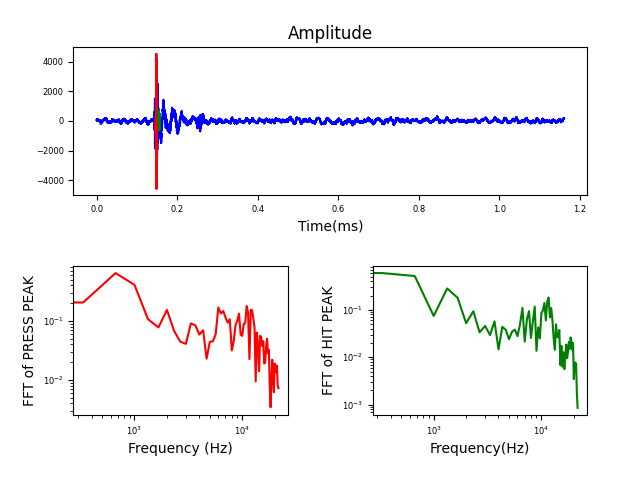 Amplitude
4000
2000
0
−2000
−4000
0.0 0.2 0.4 0.6 0.8 1.0 1.2
Time(ms)
FFT of PRESS PEAK
10⁻¹
10⁻²
10³ 10⁴
Frequency (Hz)
FFT of HIT PEAK
10⁻¹
10⁻²
10⁻³
10³ 10⁴
Frequency(Hz)